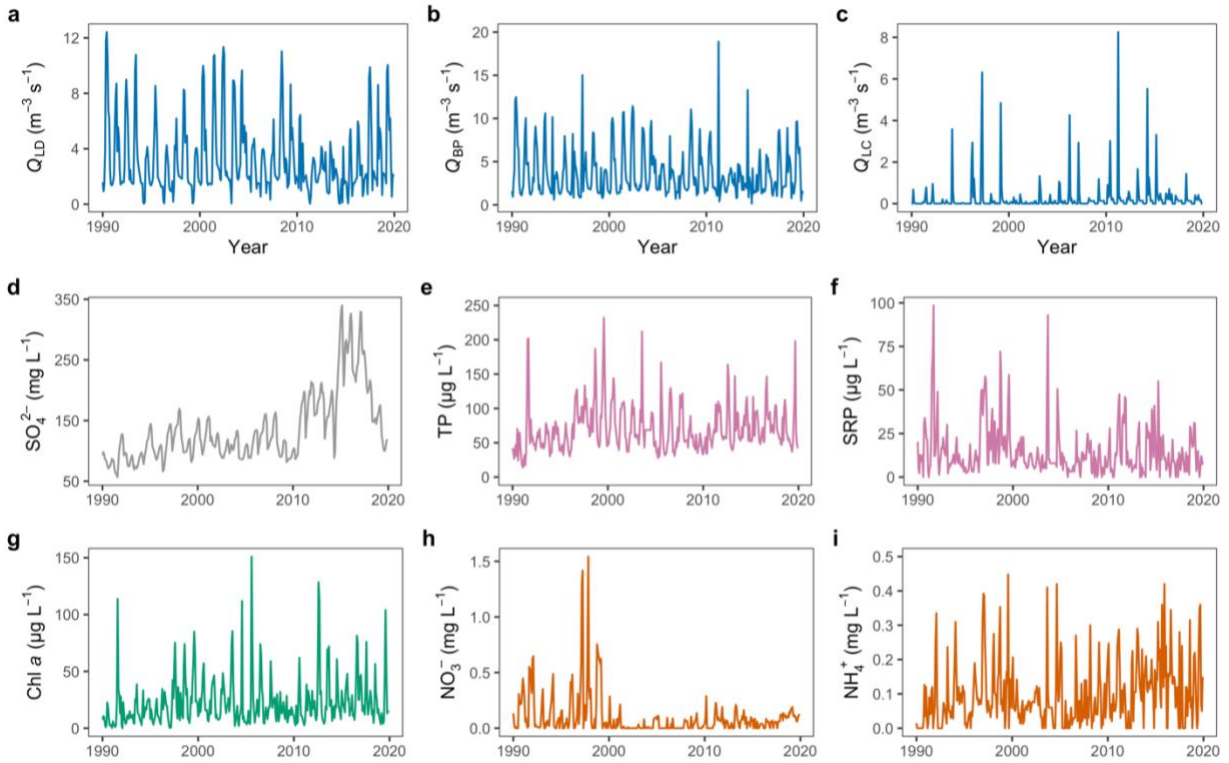 a
Q_LD (m⁻³ s⁻¹)
12
8
4
0
1990 2000 2010 2020
Year
b
Q_BP (m⁻³ s⁻¹)
20
15
10
5
0
1990 2000 2010 2020
Year
c
Q_LC (m⁻³ s⁻¹)
8
6
4
2
0
1990 2000 2010 2020
Year
d
SO₄²⁻ (mg L⁻¹)
350
250
150
50
1990 2000 2010 2020
e
TP (µg L⁻¹)
250
200
150
100
50
0
1990 2000 2010 2020
f
SRP (µg L⁻¹)
100
75
50
25
0
1990 2000 2010 2020
g
Chl a (µg L⁻¹)
150
100
50
0
1990 2000 2010 2020
h
NO₃⁻ (mg L⁻¹)
1.5
1.0
0.5
0.0
1990 2000 2010 2020
i
NH₄⁺ (mg L⁻¹)
0.5
0.4
0.3
0.2
0.1
0.0
1990 2000 2010 2020